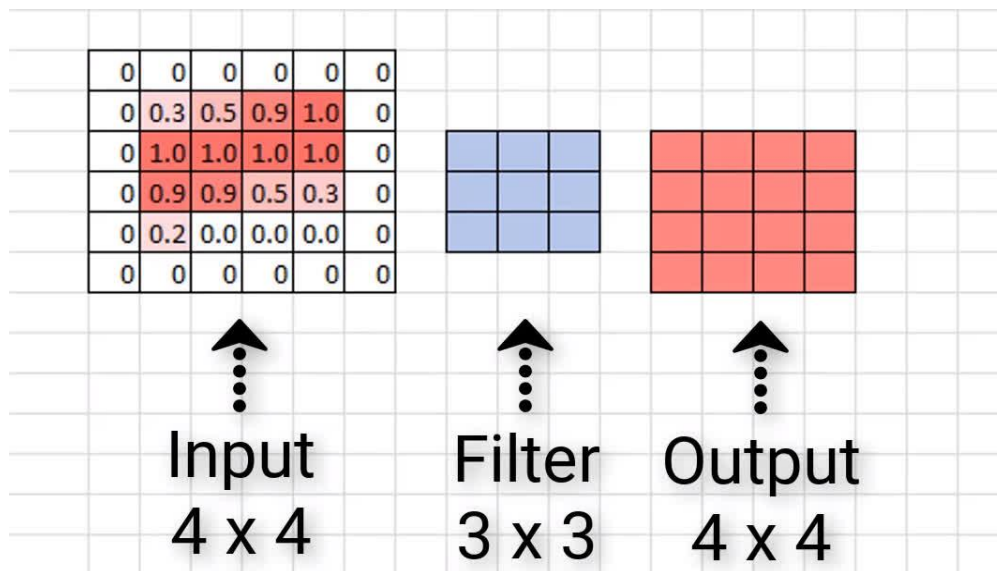 0 0 0 0 0 0
0 0.3 0.5 0.9 1.0 0
0 1.0 1.0 1.0 1.0 0
0 0.9 0.9 0.5 0.3 0
0 0.2 0.0 0.0 0.0 0
0 0 0 0 0 0
Input
4 x 4
Filter
3 x 3
Output
4 x 4